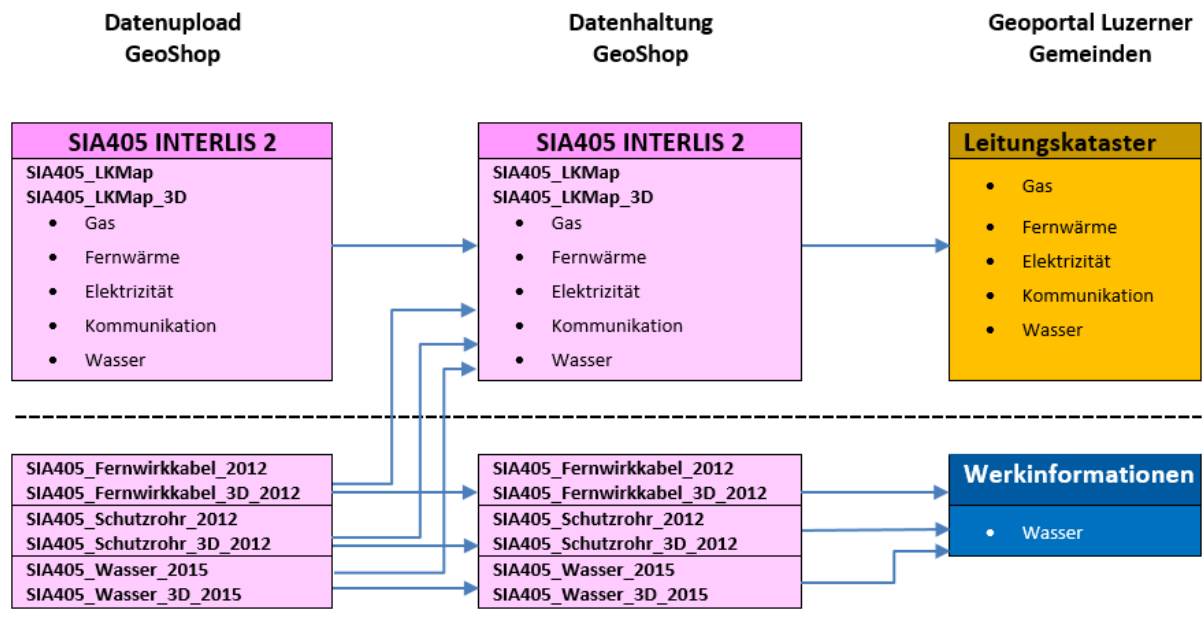 Datenupload
GeoShop
Datenhaltung
GeoShop
Geoportal Luzerner
Gemeinden
SIA405 INTERLIS 2
SIA405_LKMap
SIA405_LKMap_3D
• Gas
• Fernwärme
• Elektrizität
• Kommunikation
• Wasser
SIA405 INTERLIS 2
SIA405_LKMap
SIA405_LKMap_3D
• Gas
• Fernwärme
• Elektrizität
• Kommunikation
• Wasser
Leitungskataster
• Gas
• Fernwärme
• Elektrizität
• Kommunikation
• Wasser
SIA405_Fernwirkkabel_2012
SIA405_Fernwirkkabel_3D_2012
SIA405_Schutzrohr_2012
SIA405_Schutzrohr_3D_2012
SIA405_Wasser_2015
SIA405_Wasser_3D_2015
SIA405_Fernwirkkabel_2012
SIA405_Fernwirkkabel_3D_2012
SIA405_Schutzrohr_2012
SIA405_Schutzrohr_3D_2012
SIA405_Wasser_2015
SIA405_Wasser_3D_2015
Werkinformationen
• Wasser